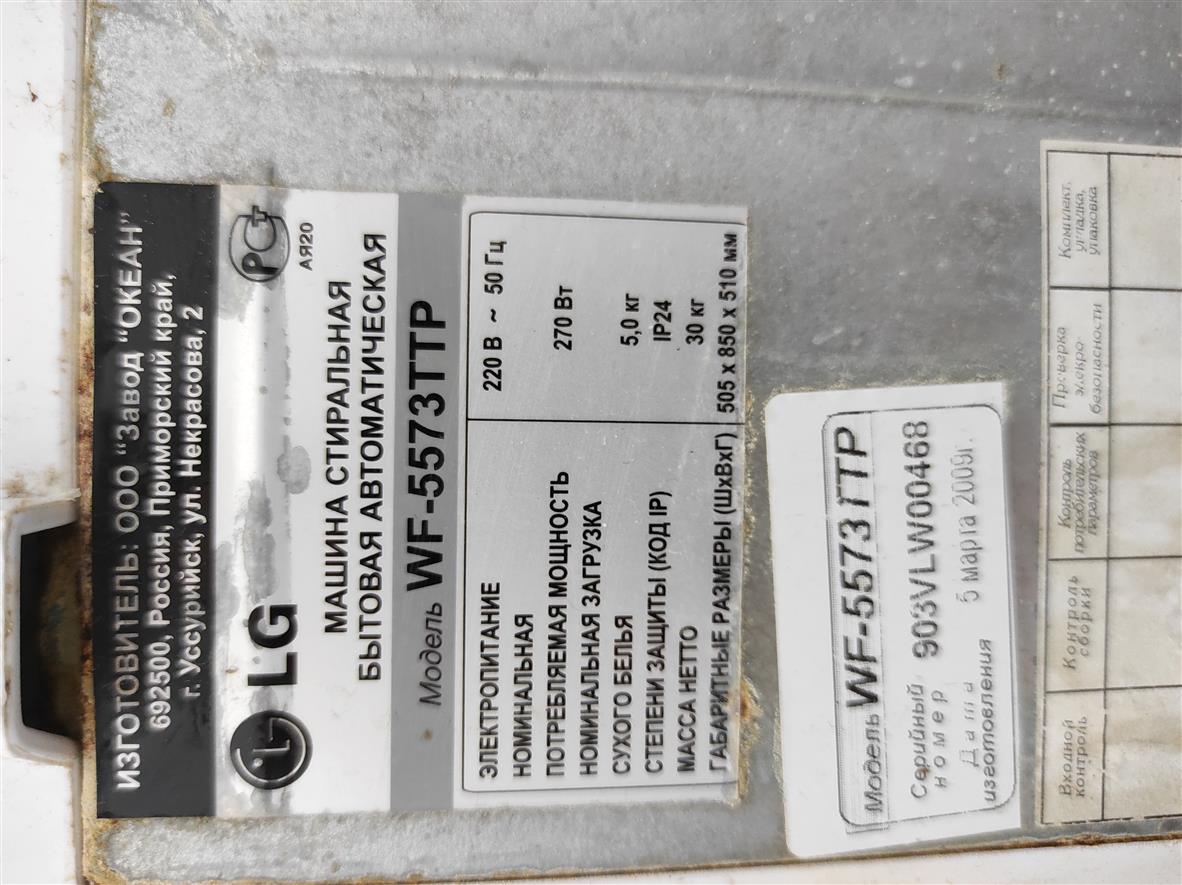 ИЗГОТОВИТЕЛЬ: ООО "Завод "ОКЕАН"
692500, Россия, Приморский край,
г. Уссурийск, ул. Некрасова, 2
LG
РСТ
АЯ20
МАШИНА СТИРАЛЬНАЯ
БЫТОВАЯ АВТОМАТИЧЕСКАЯ
Модель WF-5573TTP
ЭЛЕКТРОПИТАНИЕ 220 В ~ 50 Гц
НОМИНАЛЬНАЯ
ПОТРЕБЛЯЕМАЯ МОЩНОСТЬ 270 Вт
НОМИНАЛЬНАЯ ЗАГРУЗКА
СУХОГО БЕЛЬЯ 5,0 кг
СТЕПЕНИ ЗАЩИТЫ (КОД IP) IP24
МАССА НЕТТО 30 кг
ГАБАРИТНЫЕ РАЗМЕРЫ (ШxВxГ) 505 x 850 x 510 мм
Модель WF-5573TTP
Серийный
номер 903VLW00468
Дата 5 марта 2009г.
изготовления
Входной
контроль
Контроль
сборки
Контроль
потребительских
параметров
Проверка
электро-
безопасности
Комплект.
укладка,
упаковка